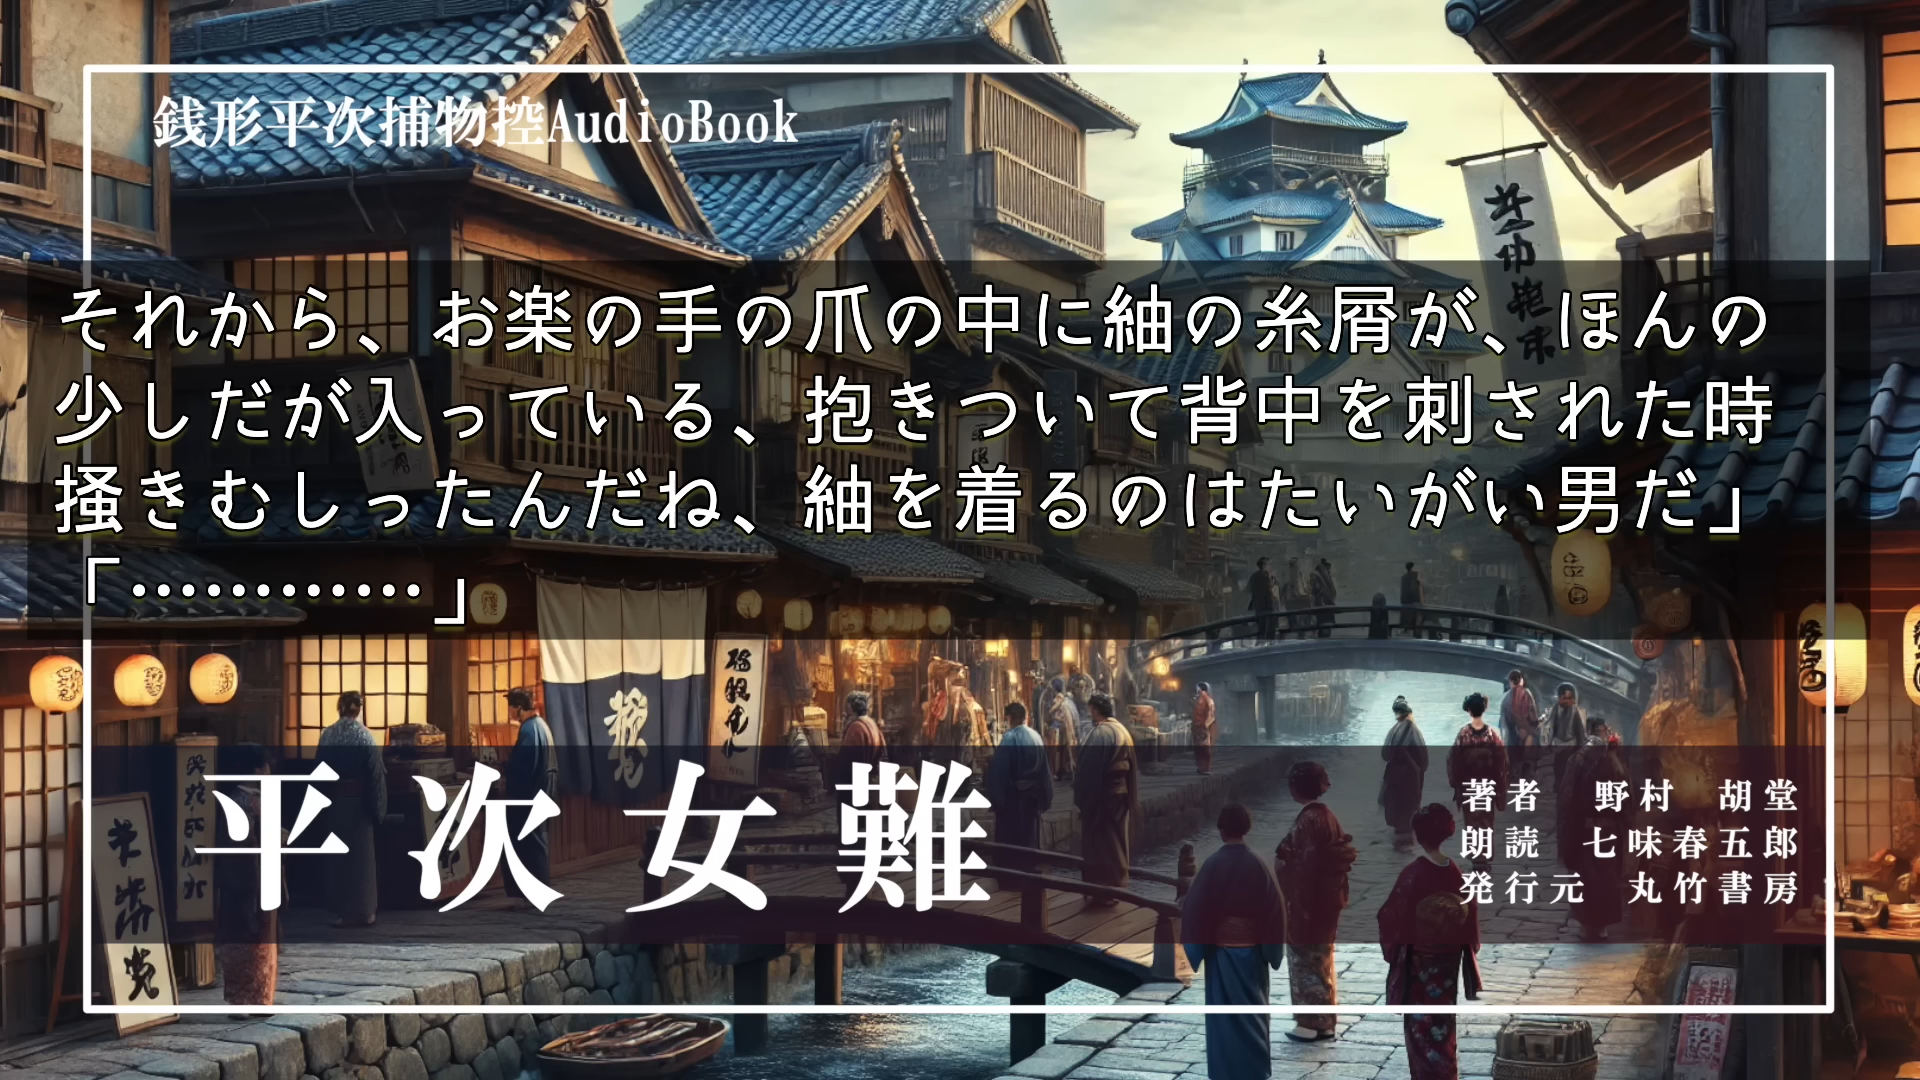 銭形平次捕物控AudioBook
それから、お楽の手の爪の中に紬の糸屑が、ほんの
少しだが入っている、抱きついて背中を刺された時
掻きむしったんだね、紬を着るのはたいがい男だ」
「…………」
平次女難
著者　野村　胡堂
朗読　七味春五郎
発行元　丸竹書房